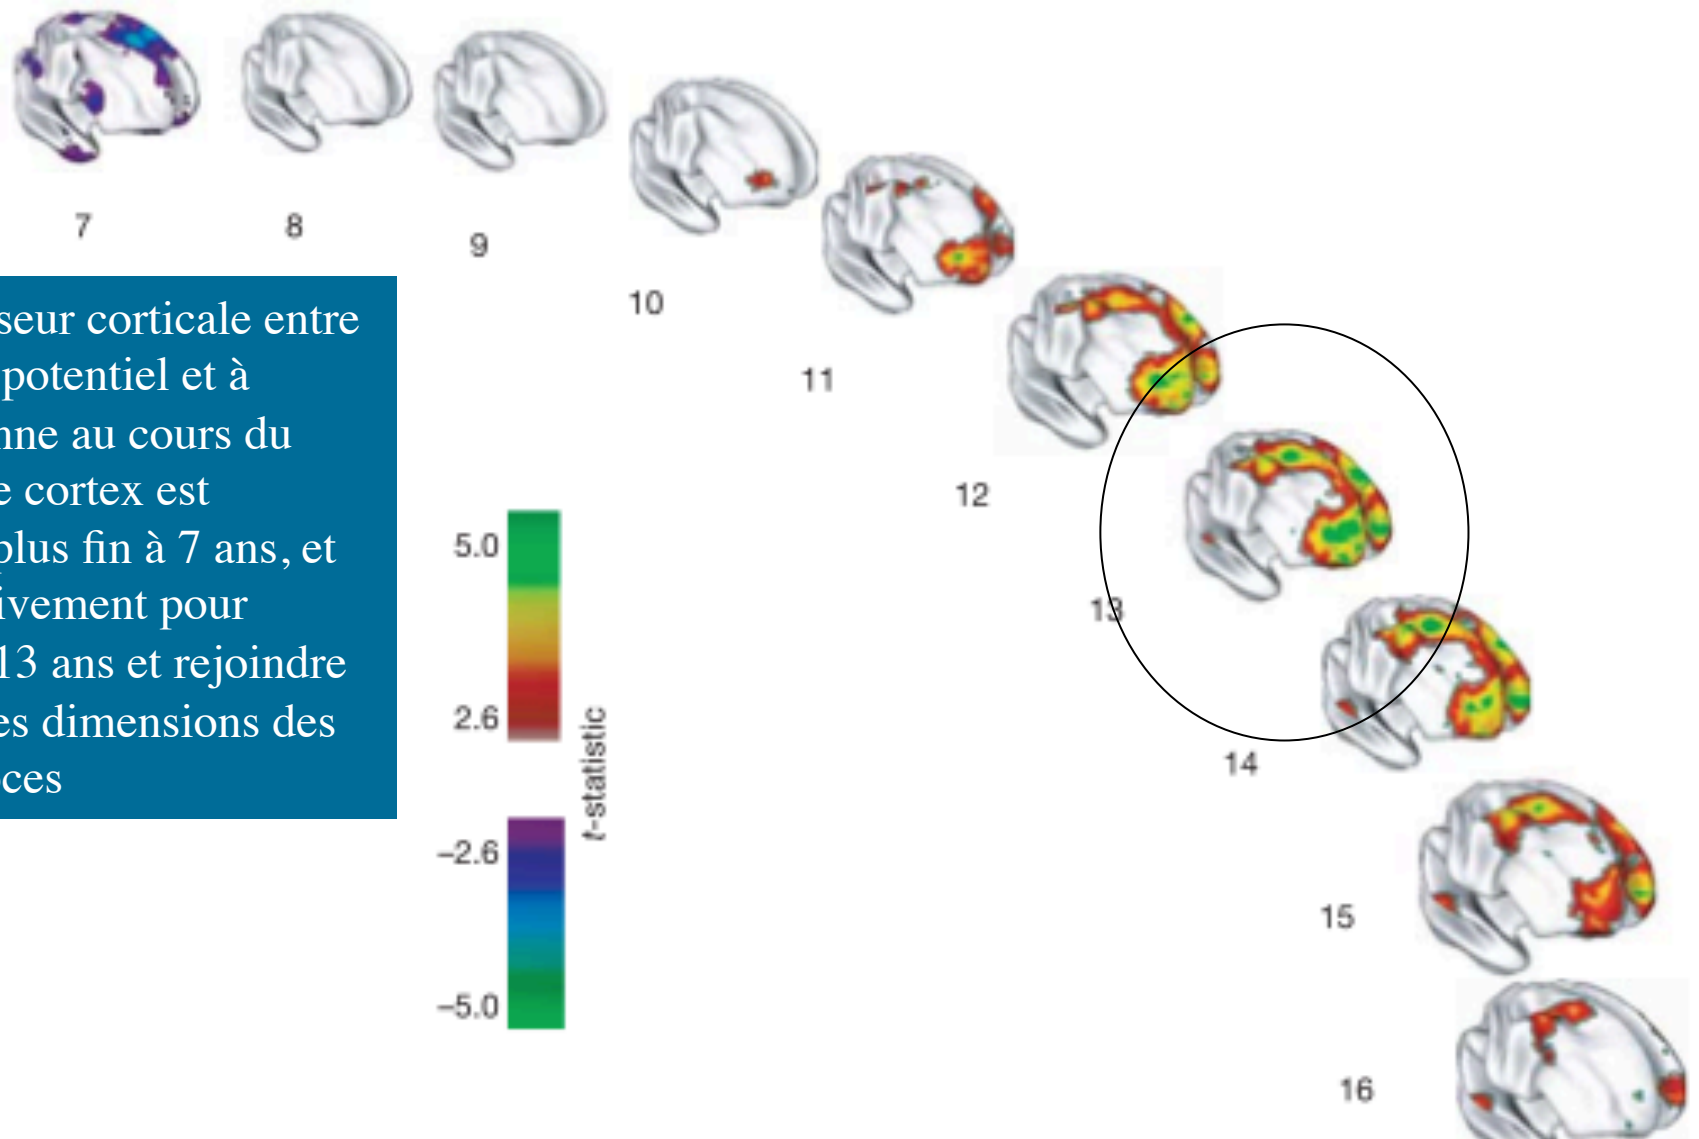 7
8
9
10
11
12
13
14
15
16
seur corticale entre
potentiel et à
nne au cours du
e cortex est
plus fin à 7 ans, et
ivement pour
13 ans et rejoindre
es dimensions des
ces
5.0
2.6
t-statistic
–2.6
–5.0